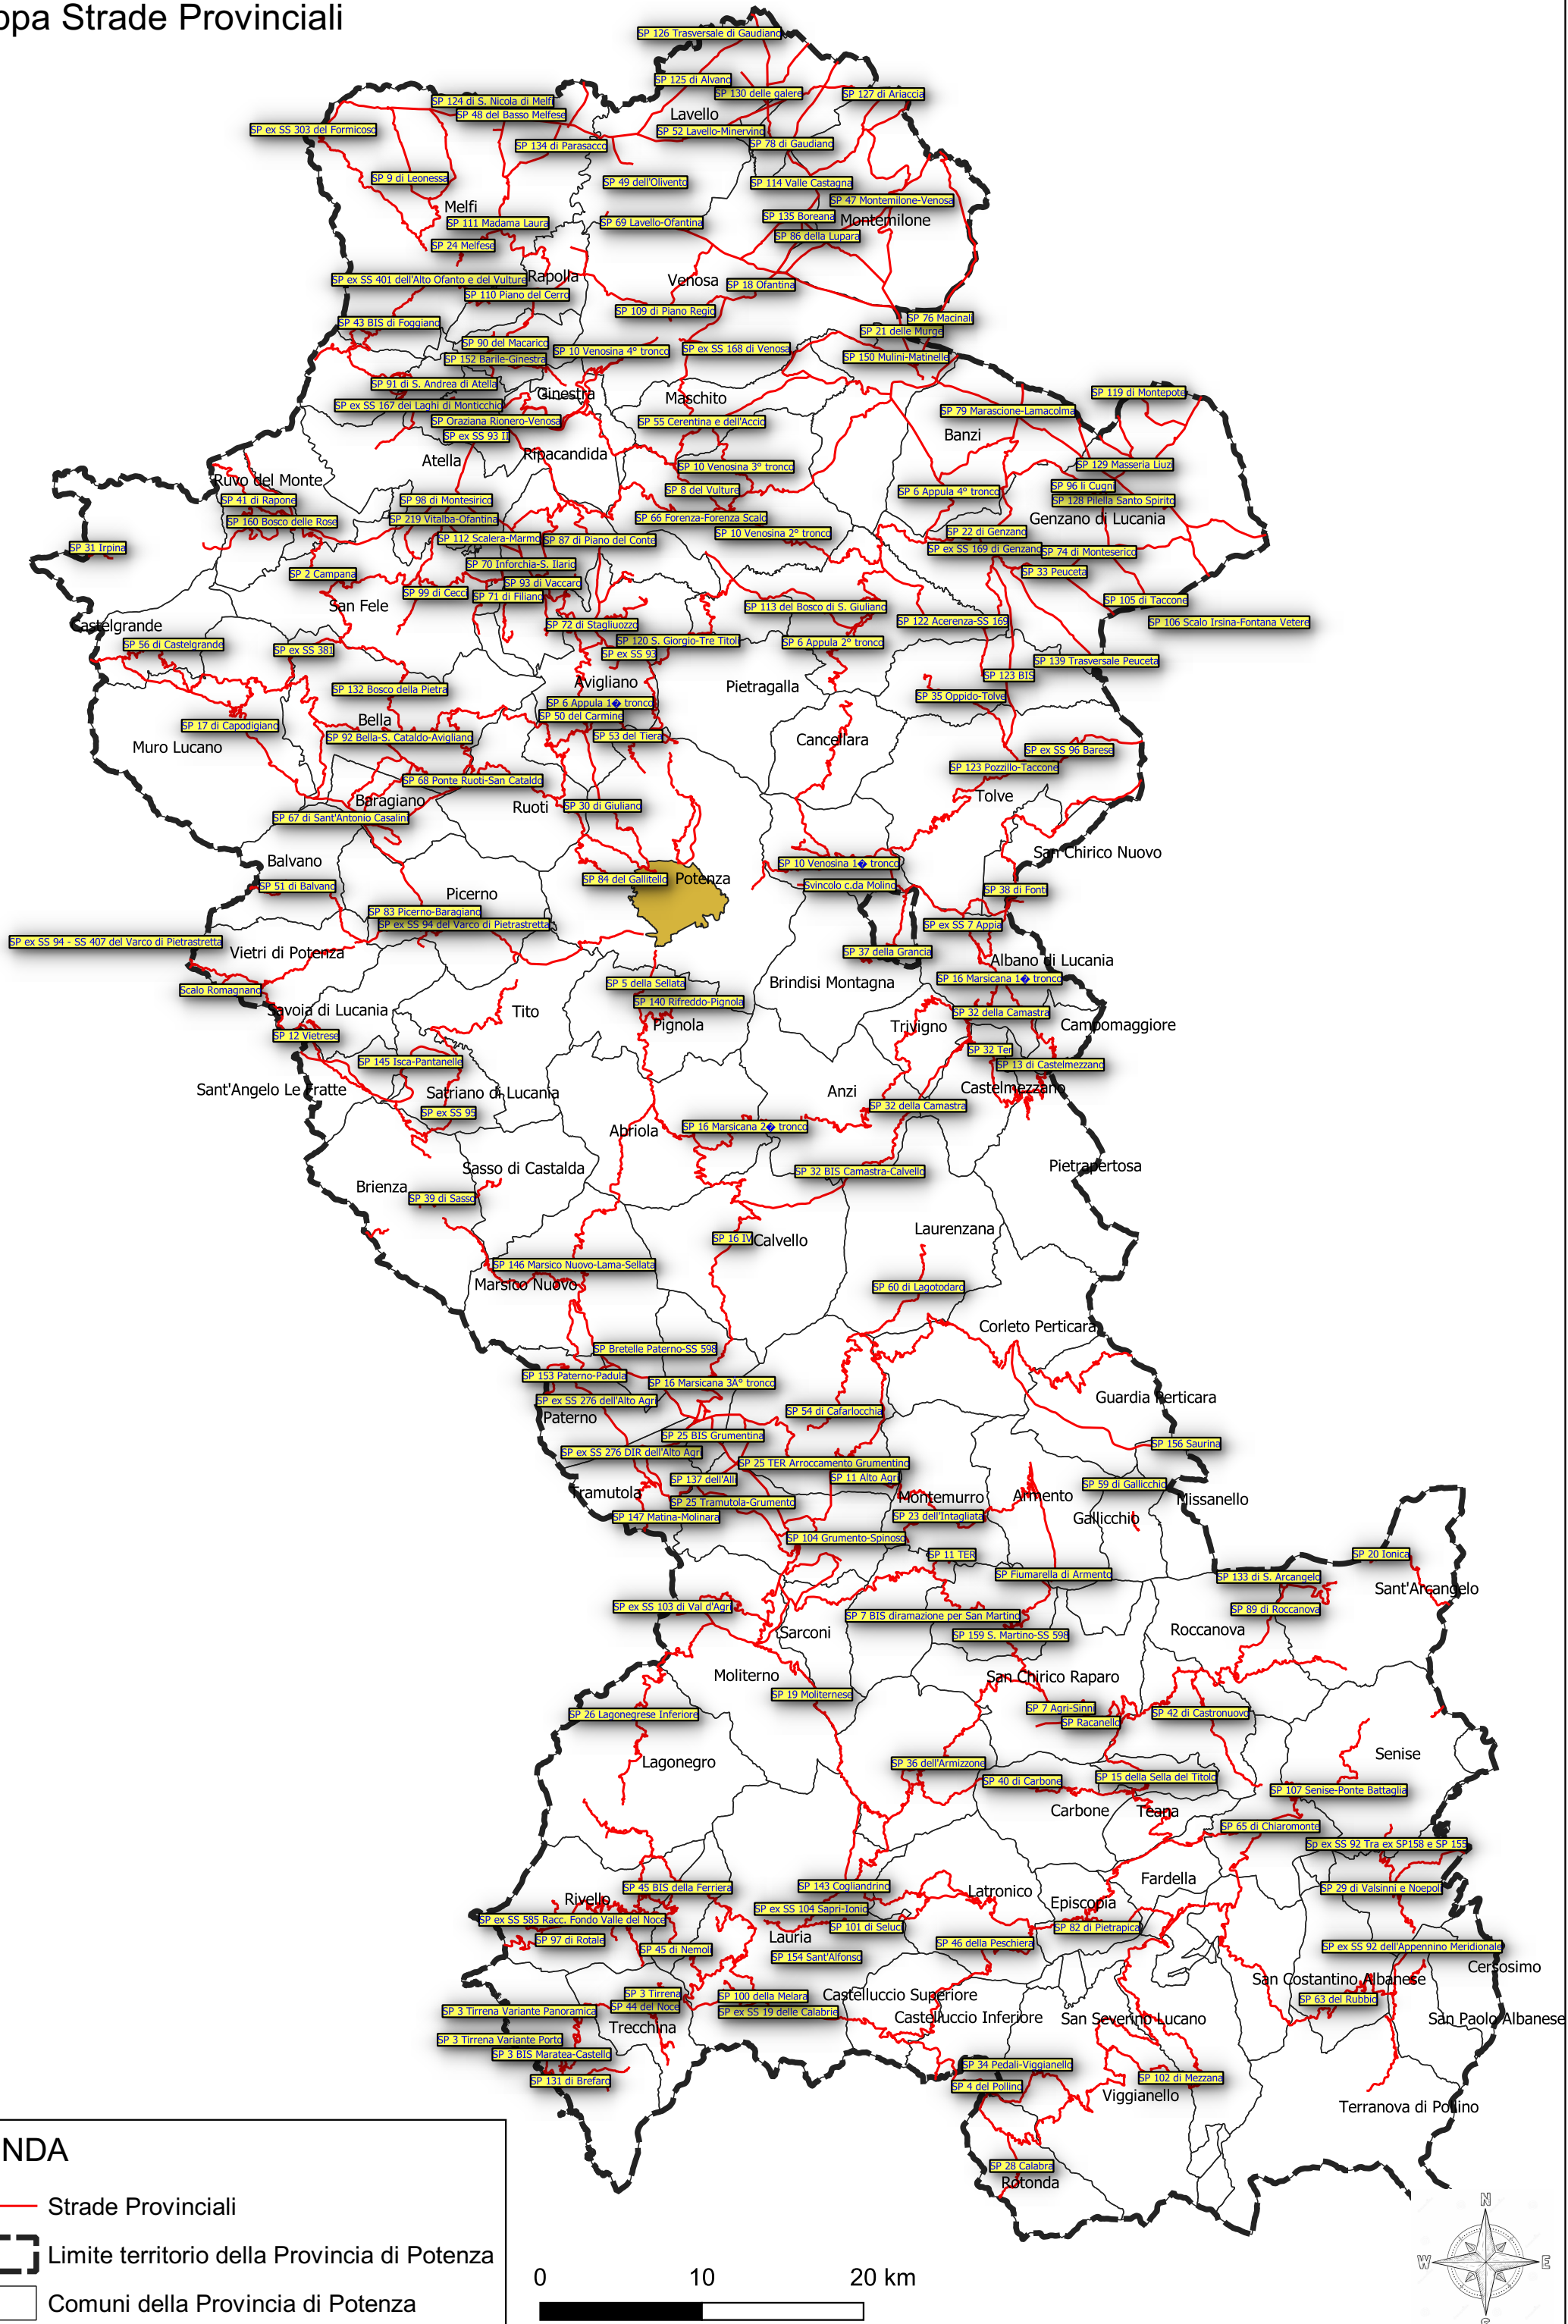 opa Strade Provinciali
SP 126 Trasversale di Gaudiano
SP 125 di Alvano
SP 130 delle galere
SP 127 di Ariaccia
SP 124 di S. Nicola di Melfi
SP 48 del Basso Melfese
Lavello
SP ex SS 303 del Formicoso
SP 52 Lavello-Minervino
SP 134 di Parasacco
SP 78 di Gaudiano
SP 9 di Leonessa
SP 49 dell'Olivento
SP 114 Valle Castagna
SP 47 Montemilone-Venosa
Melfi
SP 111 Madama Laura
SP 69 Lavello-Ofantina
SP 135 Boreana
Montemilone
SP 86 della Lupara
SP 24 Melfese
SP ex SS 401 dell'Alto Ofanto e del Vulture
Rapolla
Venosa
SP 18 Ofantina
SP 110 Piano del Cerro
SP 109 di Piano Regio
SP 76 Macinali
SP 43 BIS di Foggiano
SP 21 delle Murge
SP 90 del Macarico
SP 10 Venosina 4° tronco
SP ex SS 168 di Venosa
SP 152 Barile-Ginestra
SP 150 Mulini-Matinelle
SP 91 di S. Andrea di Atella
Ginestra
Maschito
SP 119 di Montepote
SP ex SS 167 dei Laghi di Monticchio
SP 79 Marascione-Lamacolma
SP Oraziana Rionero-Venosa
SP 55 Cerentina e dell'Accio
SP ex SS 93 II
Banzi
Atella
Ripacandida
SP 10 Venosina 3° tronco
SP 129 Masseria Liuzi
Ruvo del Monte
SP 8 del Vulture
SP 6 Appula 4° tronco
SP 96 li Cugni
SP 41 di Rapone
SP 98 di Montesirico
SP 128 Pilella Santo Spirito
SP 160 Bosco delle Rose
SP 219 Vitalba-Ofantina
SP 66 Forenza-Forenza Scalo
Genzano di Lucania
SP 10 Venosina 2° tronco
SP 22 di Genzano
SP 112 Scalera-Marmo
SP 87 di Piano del Conte
SP 31 Irpina
SP ex SS 169 di Genzano
SP 74 di Monteserico
SP 70 Inforchia-S. Ilario
SP 2 Campana
SP 33 Peuceta
SP 93 di Vaccaro
SP 99 di Cecci
SP 71 di Filiano
San Fele
SP 113 del Bosco di S. Giuliano
SP 105 di Taccone
SP 122 Acerenza-SS 169
SP 106 Scalo Irsina-Fontana Vetere
Castelgrande
SP 72 di Stagliuozzo
SP 56 di Castelgrande
SP 120 S. Giorgio-Tre Titoli
SP 6 Appula 2° tronco
SP ex SS 381
SP ex SS 93
SP 139 Trasversale Peuceta
SP 123 BIS
Avigliano
Pietragalla
SP 132 Bosco della Pietra
SP 35 Oppido-Tolve
SP 6 Appula 1� tronco
SP 50 del Carmine
Bella
SP 17 di Capodigiano
SP 92 Bella-S. Cataldo-Avigliano
SP 53 del Tiera
Cancellara
Muro Lucano
SP ex SS 96 Barese
SP 123 Pozzillo-Taccone
SP 68 Ponte Ruoti-San Cataldo
Tolve
Baragiano
Ruoti
SP 30 di Giuliano
SP 67 di Sant'Antonio Casalini
San Chirico Nuovo
Balvano
SP 10 Venosina 1� tronco
SP 84 del Gallitello
Potenza
SP 51 di Balvano
Svincolo c.da Molino
SP 38 di Fonti
Picerno
SP 83 Picerno-Baragiano
SP ex SS 94 del Varco di Pietrastretta
SP ex SS 7 Appia
SP ex SS 94 - SS 407 del Varco di Pietrastretta
Vietri di Potenza
SP 37 della Grancia
Albano di Lucania
SP 5 della Sellata
Brindisi Montagna
SP 16 Marsicana 1� tronco
Scalo Romagnano
SP 140 Rifreddo-Pignola
Savoia di Lucania
Tito
SP 32 della Camastra
Pignola
Trivigno
Campomaggiore
SP 12 Vietrese
SP 32 Ter
SP 145 Isca-Pantanelle
SP 13 di Castelmezzano
Sant'Angelo Le Fratte
Satriano di Lucania
Anzi
Castelmezzano
SP ex SS 95
SP 32 della Camastra
Abriola
SP 16 Marsicana 2� tronco
Sasso di Castalda
SP 32 BIS Camastra-Calvello
Pietrapertosa
Brienza
SP 39 di Sasso
Laurenzana
SP 16 IV
Calvello
SP 146 Marsico Nuovo-Lama-Sellata
Marsico Nuovo
SP 60 di Lagotodaro
Corleto Perticara
SP Bretelle Paterno-SS 598
SP 153 Paterno-Padula
SP 16 Marsicana 3Â° tronco
SP ex SS 276 dell'Alto Agri
Guardia Perticara
Paterno
SP 54 di Cafarlocchia
SP 25 BIS Grumentina
SP 156 Saurina
SP ex SS 276 DIR dell'Alto Agri
SP 25 TER Arroccamento Grumentino
SP 137 dell'Alli
SP 11 Alto Agri
SP 59 di Gallicchio
Tramutola
Montemurro
Armento
Missanello
SP 25 Tramutola-Grumento
SP 147 Matina-Molinara
SP 23 dell'Intagliata
Gallicchio
SP 104 Grumento-Spinoso
SP 11 TER
SP 20 Ionica
SP Fiumarella di Armento
SP 133 di S. Arcangelo
Sant'Arcangelo
SP ex SS 103 di Val d'Agri
SP 7 BIS diramazione per San Martino
SP 89 di Roccanova
Sarconi
SP 159 S. Martino-SS 598
Roccanova
Moliterno
San Chirico Raparo
SP 19 Moliternese
SP 7 Agri-Sinni
SP 26 Lagonegrese Inferiore
SP Racanello
SP 42 di Castronuovo
Lagonegro
SP 36 dell'Armizzone
Senise
SP 40 di Carbone
SP 15 della Sella del Titolo
SP 107 Senise-Ponte Battaglia
Carbone
Teana
SP 65 di Chiaromonte
Sp ex SS 92 Tra ex SP158 e SP 155
SP 45 BIS della Ferriera
SP 143 Cogliandrino
Fardella
SP 29 di Valsinni e Noepoli
Rivello
Latronico
Episcopia
SP ex SS 104 Sapri-Ionio
SP ex SS 585 Racc. Fondo Valle del Noce
SP 101 di Seluci
SP 82 di Pietrapica
SP 97 di Rotale
Lauria
SP 46 della Peschiera
SP ex SS 92 dell'Appennino Meridionale
SP 45 di Nemoli
SP 154 Sant'Alfonso
Cersosimo
San Costantino Albanese
SP 3 Tirrena
SP 100 della Melara
Castelluccio Superiore
SP 63 del Rubbio
SP 44 del Noce
SP 3 Tirrena Variante Panoramica
SP ex SS 19 delle Calabrie
Castelluccio Inferiore
San Severino Lucano
San Paolo Albanese
Trecchina
SP 3 Tirrena Variante Porto
SP 3 BIS Maratea-Castello
SP 34 Pedali-Viggianello
SP 131 di Brefaro
SP 4 del Pollino
SP 102 di Mezzana
Viggianello
Terranova di Pollino
SP 28 Calabra
Rotonda
NDA
Strade Provinciali
Limite territorio della Provincia di Potenza
Comuni della Provincia di Potenza
0 10 20 km
N
W E
S